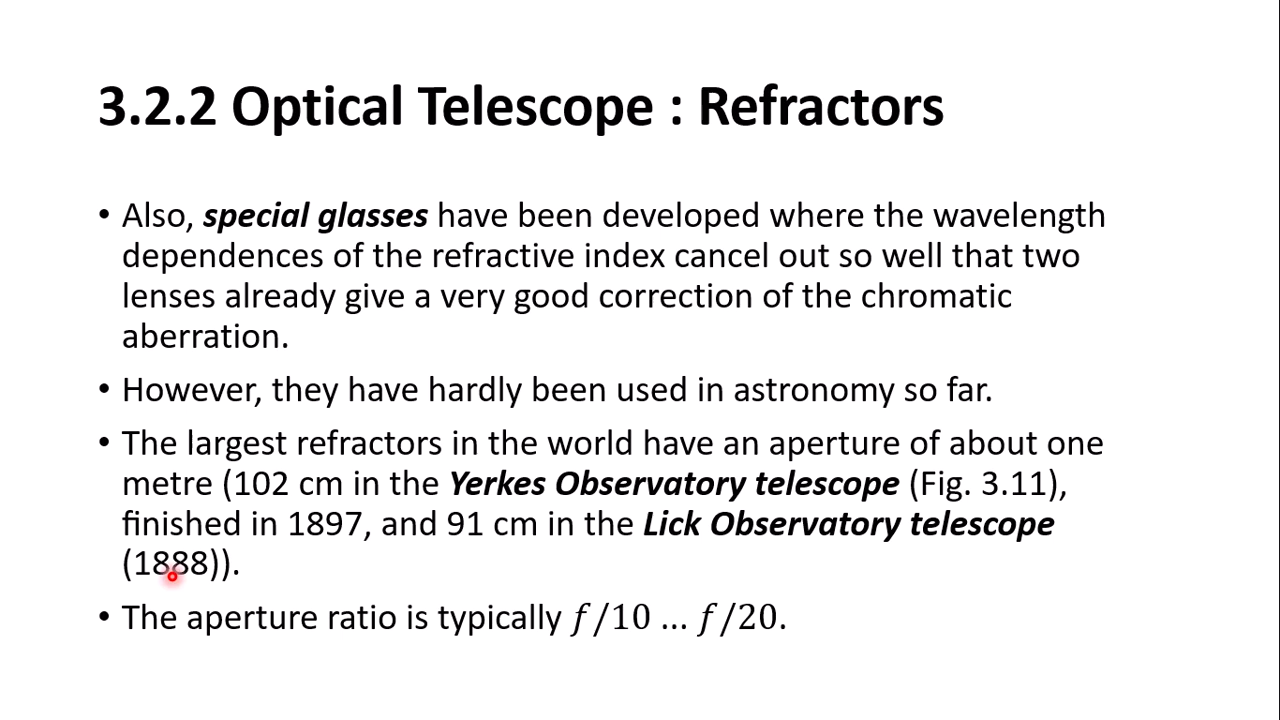 3.2.2 Optical Telescope : Refractors
• Also, special glasses have been developed where the wavelength
dependences of the refractive index cancel out so well that two
lenses already give a very good correction of the chromatic
aberration.
• However, they have hardly been used in astronomy so far.
• The largest refractors in the world have an aperture of about one
metre (102 cm in the Yerkes Observatory telescope (Fig. 3.11),
finished in 1897, and 91 cm in the Lick Observatory telescope
(1888)).
• The aperture ratio is typically f/10 … f/20.